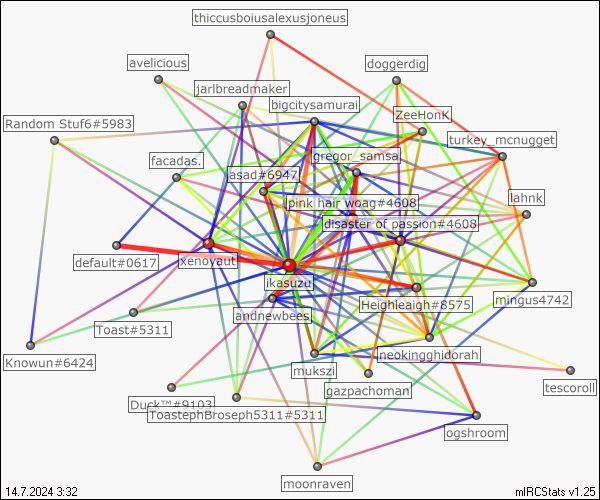 thiccusboiusalexusjoneus
avelicious
doggerdig
jarlbreadmaker
bigcitysamurai
ZeeHonK
Random Stuf6#5983
turkey_mcnugget
facadas.
gregor_samsa
jasad#6947
lahnk
pink hair woag#4608
disaster of passion#4608
default#0617
xenoyaut
ikasuzu
mingus4742
Heighleaigh#8575
andnewbees
Toast#5311
neokingghidorah
Knowun#6424
mukszi
tescoroll
gazpachoman
Duck™#9103
ToastephBroseph5311#5311
ogshroom
moonraven
14.7.2024 3:32
mIRCStats v1.25